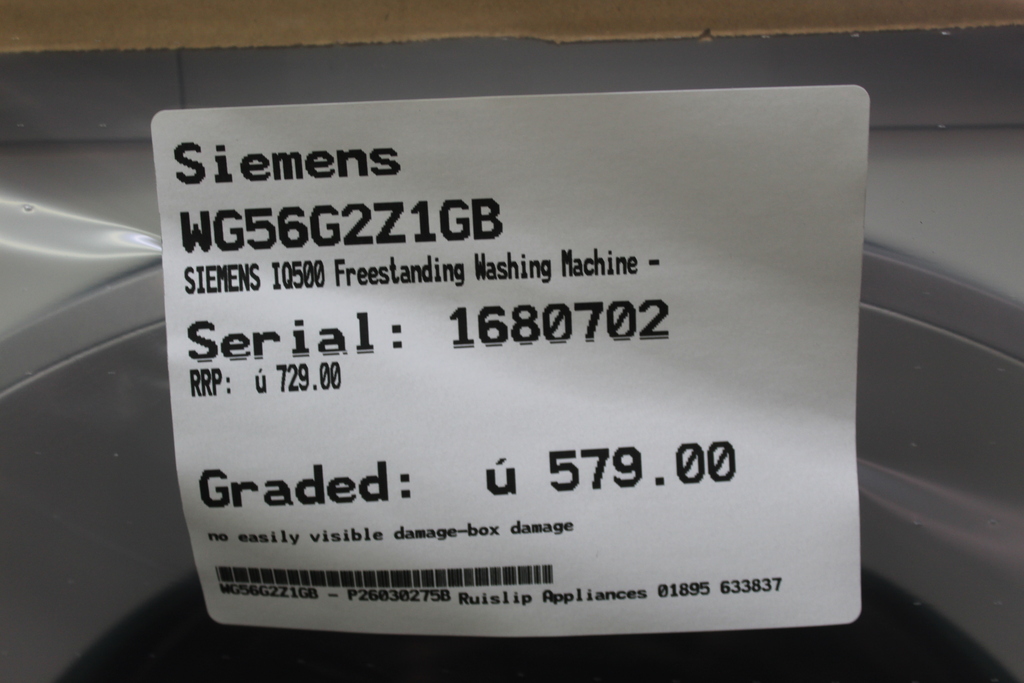 Siemens
WG56G2Z1GB
SIEMENS IQ500 Freestanding Washing Machine -
Serial: 1680702
RRP: ú 729.00
Graded: ú 579.00
no easily visible damage-box damage
WG56G2Z1GB - P26030275B Ruislip Appliances 01895 633837